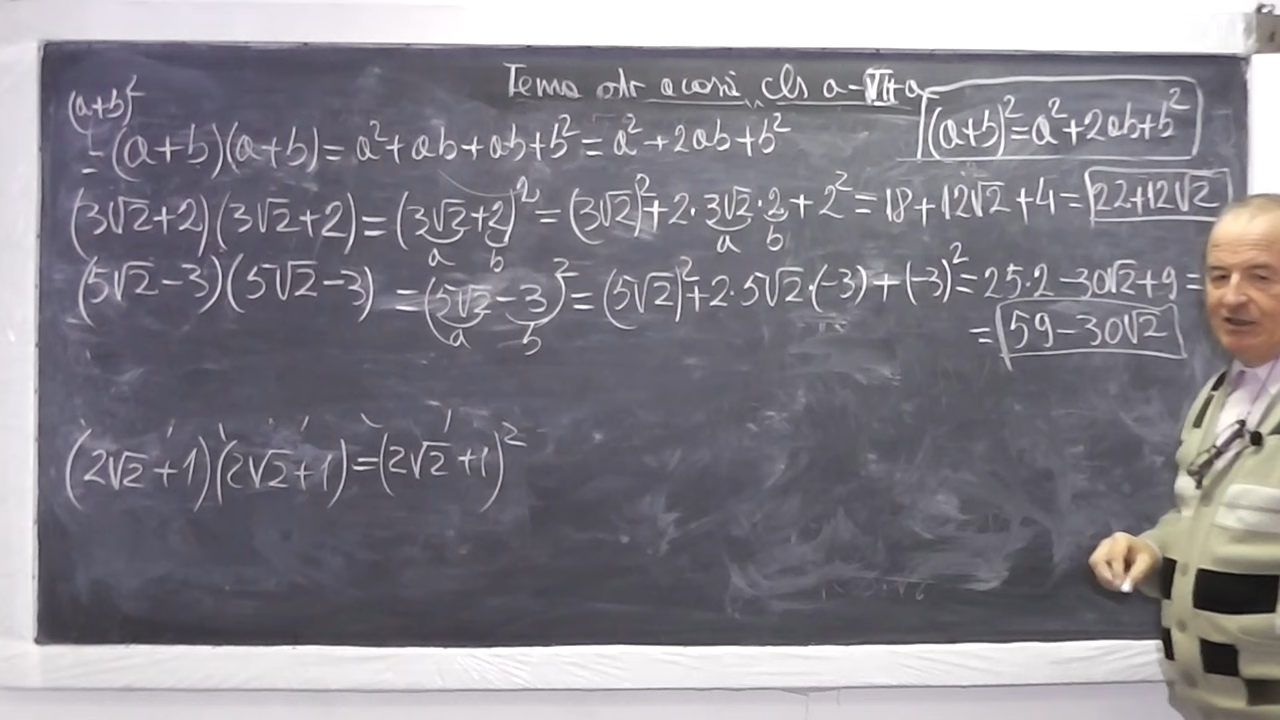 Tema ptr acasă cls a-VII-a
(a+b)²
= (a+b)(a+b) = a²+ab+ab+b² = a²+2ab+b²
(a+b)²=a²+2ab+b²
(3√2+2)(3√2+2) = (3√2+2)² = (3√2)²+2·3√2·2+2² = 18+12√2+4 = 22+12√2
a b a b
(5√2-3)(5√2-3) = (5√2-3)² = (5√2)²+2·5√2·(-3)+(-3)² = 25·2-30√2+9 =
a b
= 59-30√2
(2√2+1)(2√2+1) = (2√2+1)²